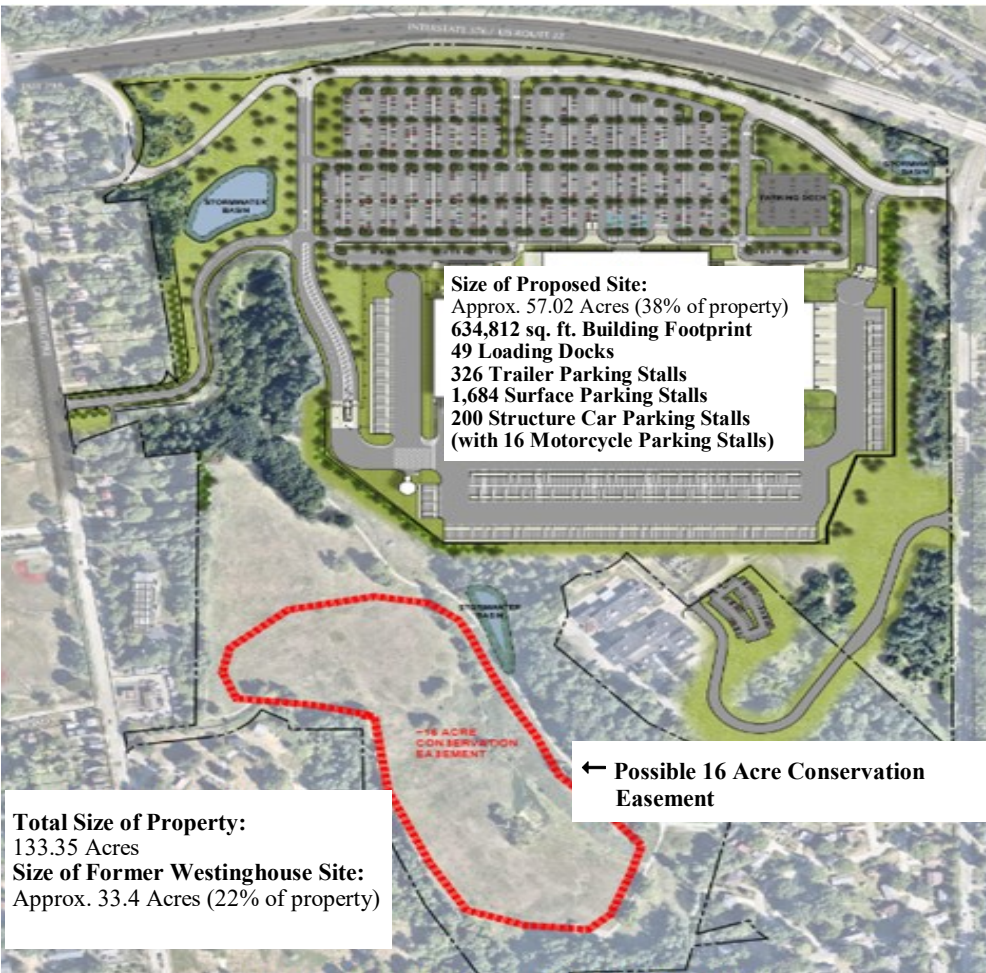 INTERSTATE 376 / US ROUTE 22
STORMWATER
BASIN
STORMWATER
BASIN
PARKING DECK
Size of Proposed Site:
Approx. 57.02 Acres (38% of property)
634,812 sq. ft. Building Footprint
49 Loading Docks
326 Trailer Parking Stalls
1,684 Surface Parking Stalls
200 Structure Car Parking Stalls
(with 16 Motorcycle Parking Stalls)
STORMWATER
BASIN
~16 ACRE
CONSERVATION
EASEMENT
← Possible 16 Acre Conservation
Easement
Total Size of Property:
133.35 Acres
Size of Former Westinghouse Site:
Approx. 33.4 Acres (22% of property)